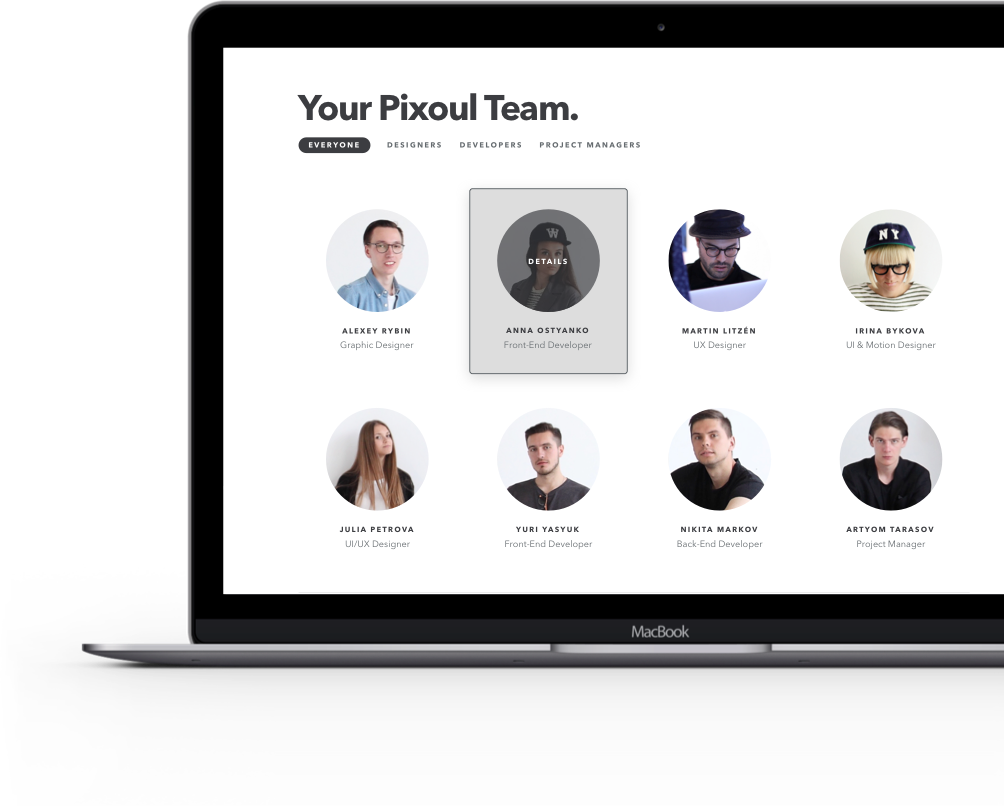 Your Pixoul Team.
EVERYONE DESIGNERS DEVELOPERS PROJECT MANAGERS
W
DETAILS
NY
ALEXEY RYBIN
Graphic Designer
ANNA OSTYANKO
Front-End Developer
MARTIN LITZÉN
UX Designer
IRINA BYKOVA
UI & Motion Designer
JULIA PETROVA
UI/UX Designer
YURI YASYUK
Front-End Developer
NIKITA MARKOV
Back-End Developer
ARTYOM TARASOV
Project Manager
MacBook